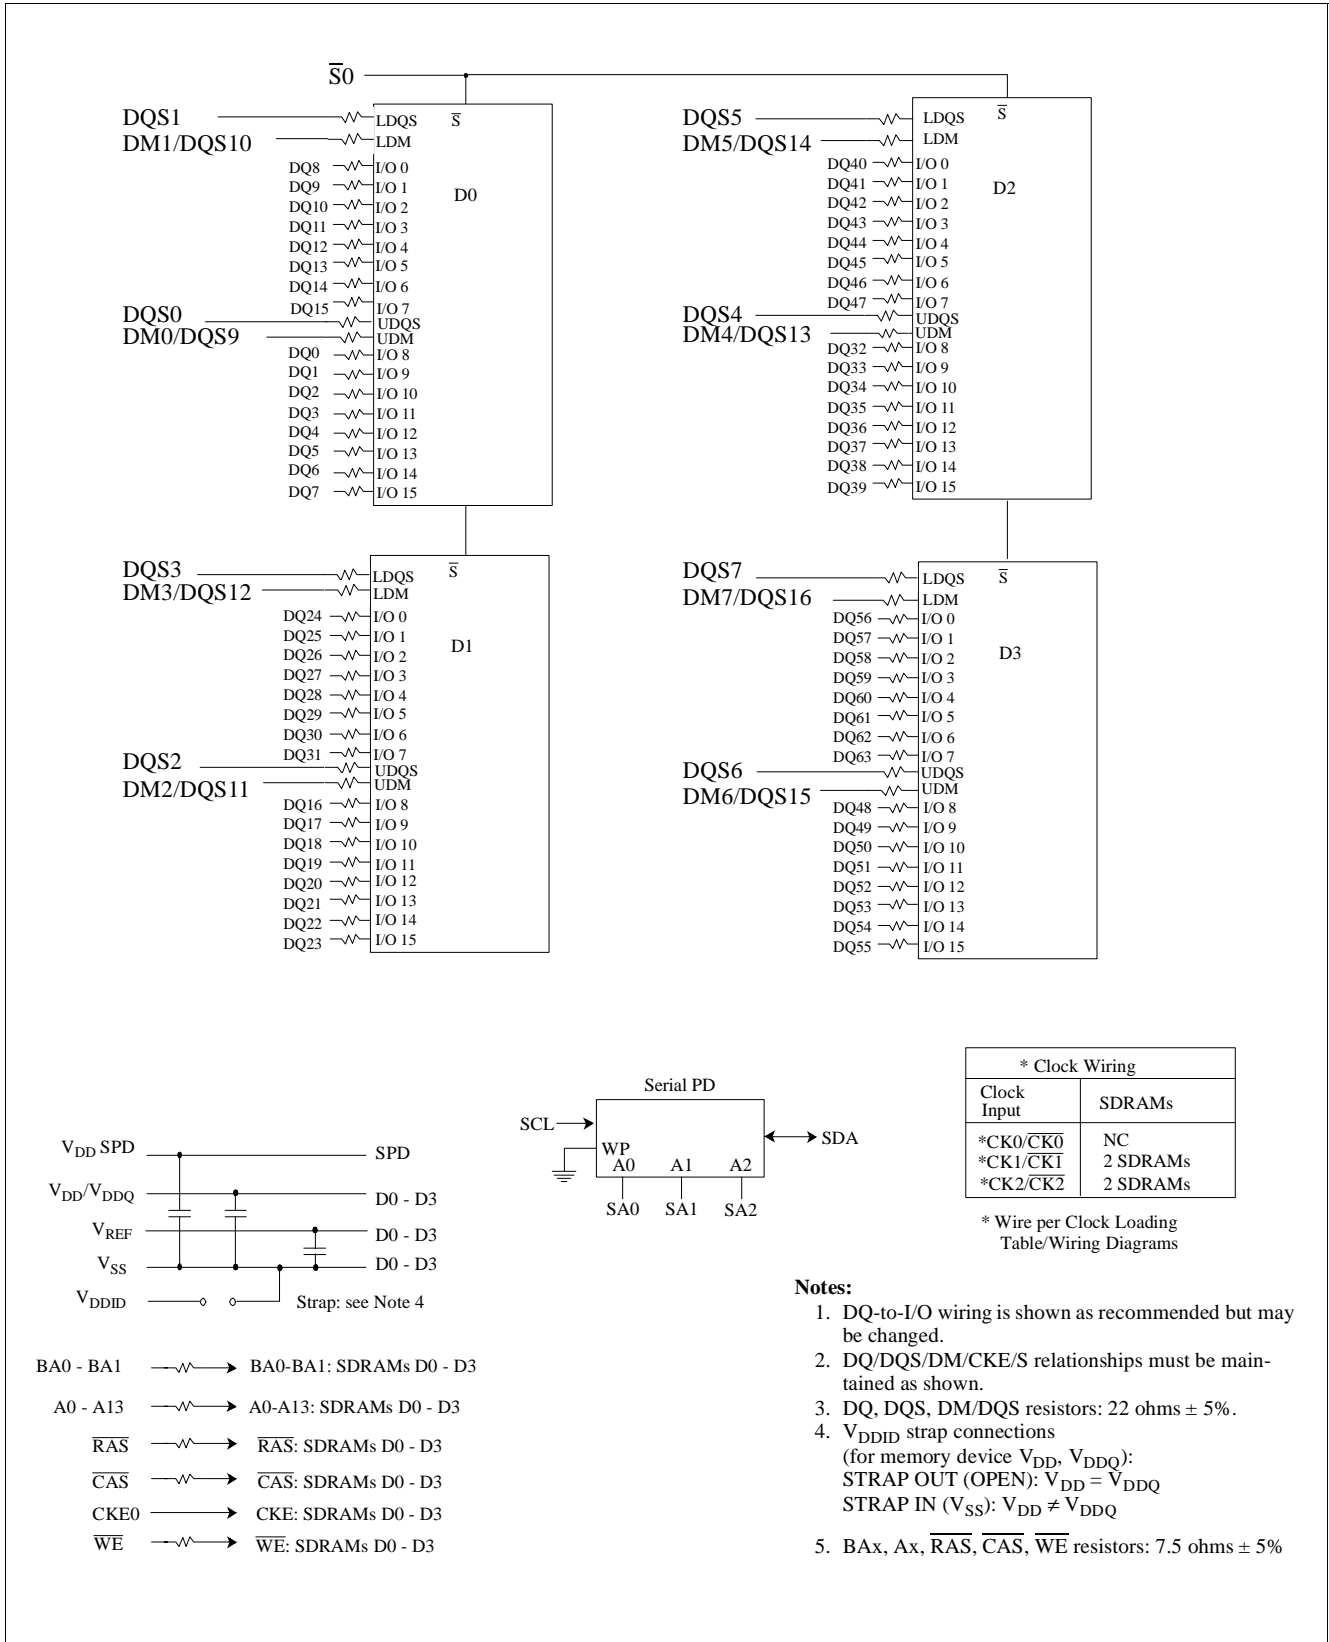 S̅0
DQS1
DM1/DQS10
LDQS S̅
LDM
DQ8 I/O 0
DQ9 I/O 1
DQ10 I/O 2
DQ11 I/O 3
DQ12 I/O 4
DQ13 I/O 5
DQ14 I/O 6
DQ15 I/O 7
D0
DQS0
DM0/DQS9
UDQS
UDM
DQ0 I/O 8
DQ1 I/O 9
DQ2 I/O 10
DQ3 I/O 11
DQ4 I/O 12
DQ5 I/O 13
DQ6 I/O 14
DQ7 I/O 15
DQS5
DM5/DQS14
LDQS S̅
LDM
DQ40 I/O 0
DQ41 I/O 1
DQ42 I/O 2
DQ43 I/O 3
DQ44 I/O 4
DQ45 I/O 5
DQ46 I/O 6
DQ47 I/O 7
D2
DQS4
DM4/DQS13
UDQS
UDM
DQ32 I/O 8
DQ33 I/O 9
DQ34 I/O 10
DQ35 I/O 11
DQ36 I/O 12
DQ37 I/O 13
DQ38 I/O 14
DQ39 I/O 15
DQS3
DM3/DQS12
LDQS S̅
LDM
DQ24 I/O 0
DQ25 I/O 1
DQ26 I/O 2
DQ27 I/O 3
DQ28 I/O 4
DQ29 I/O 5
DQ30 I/O 6
DQ31 I/O 7
D1
DQS2
DM2/DQS11
UDQS
UDM
DQ16 I/O 8
DQ17 I/O 9
DQ18 I/O 10
DQ19 I/O 11
DQ20 I/O 12
DQ21 I/O 13
DQ22 I/O 14
DQ23 I/O 15
DQS7
DM7/DQS16
LDQS S̅
LDM
DQ56 I/O 0
DQ57 I/O 1
DQ58 I/O 2
DQ59 I/O 3
DQ60 I/O 4
DQ61 I/O 5
DQ62 I/O 6
DQ63 I/O 7
D3
DQS6
DM6/DQS15
UDQS
UDM
DQ48 I/O 8
DQ49 I/O 9
DQ50 I/O 10
DQ51 I/O 11
DQ52 I/O 12
DQ53 I/O 13
DQ54 I/O 14
DQ55 I/O 15
Serial PD
SCL
WP
A0 A1 A2
SDA
SA0 SA1 SA2
* Clock Wiring
Clock Input SDRAMs
*CK0/C̅K̅0̅ NC
*CK1/C̅K̅1̅ 2 SDRAMs
*CK2/C̅K̅2̅ 2 SDRAMs
* Wire per Clock Loading
Table/Wiring Diagrams
VDD SPD SPD
VDD/VDDQ D0 - D3
VREF D0 - D3
VSS D0 - D3
VDDID Strap: see Note 4
BA0 - BA1 BA0-BA1: SDRAMs D0 - D3
A0 - A13 A0-A13: SDRAMs D0 - D3
R̅A̅S̅ R̅A̅S̅: SDRAMs D0 - D3
C̅A̅S̅ C̅A̅S̅: SDRAMs D0 - D3
CKE0 CKE: SDRAMs D0 - D3
W̅E̅ W̅E̅: SDRAMs D0 - D3
Notes:
1. DQ-to-I/O wiring is shown as recommended but may
be changed.
2. DQ/DQS/DM/CKE/S relationships must be main-
tained as shown.
3. DQ, DQS, DM/DQS resistors: 22 ohms ± 5%.
4. VDDID strap connections
(for memory device VDD, VDDQ):
STRAP OUT (OPEN): VDD = VDDQ
STRAP IN (VSS): VDD ≠ VDDQ
5. BAx, Ax, R̅A̅S̅, C̅A̅S̅, W̅E̅ resistors: 7.5 ohms ± 5%